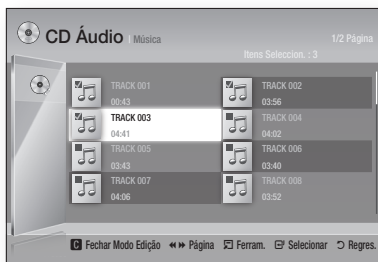 CD Áudio | Música
1/2 Página
Itens Seleccion. : 3
TRACK 001
00:43
TRACK 002
03:56
TRACK 003
04:41
TRACK 004
04:02
TRACK 005
03:43
TRACK 006
03:40
TRACK 007
04:06
TRACK 008
03:52
C Fechar Modo Edição Página Ferram. Selecionar Regres.